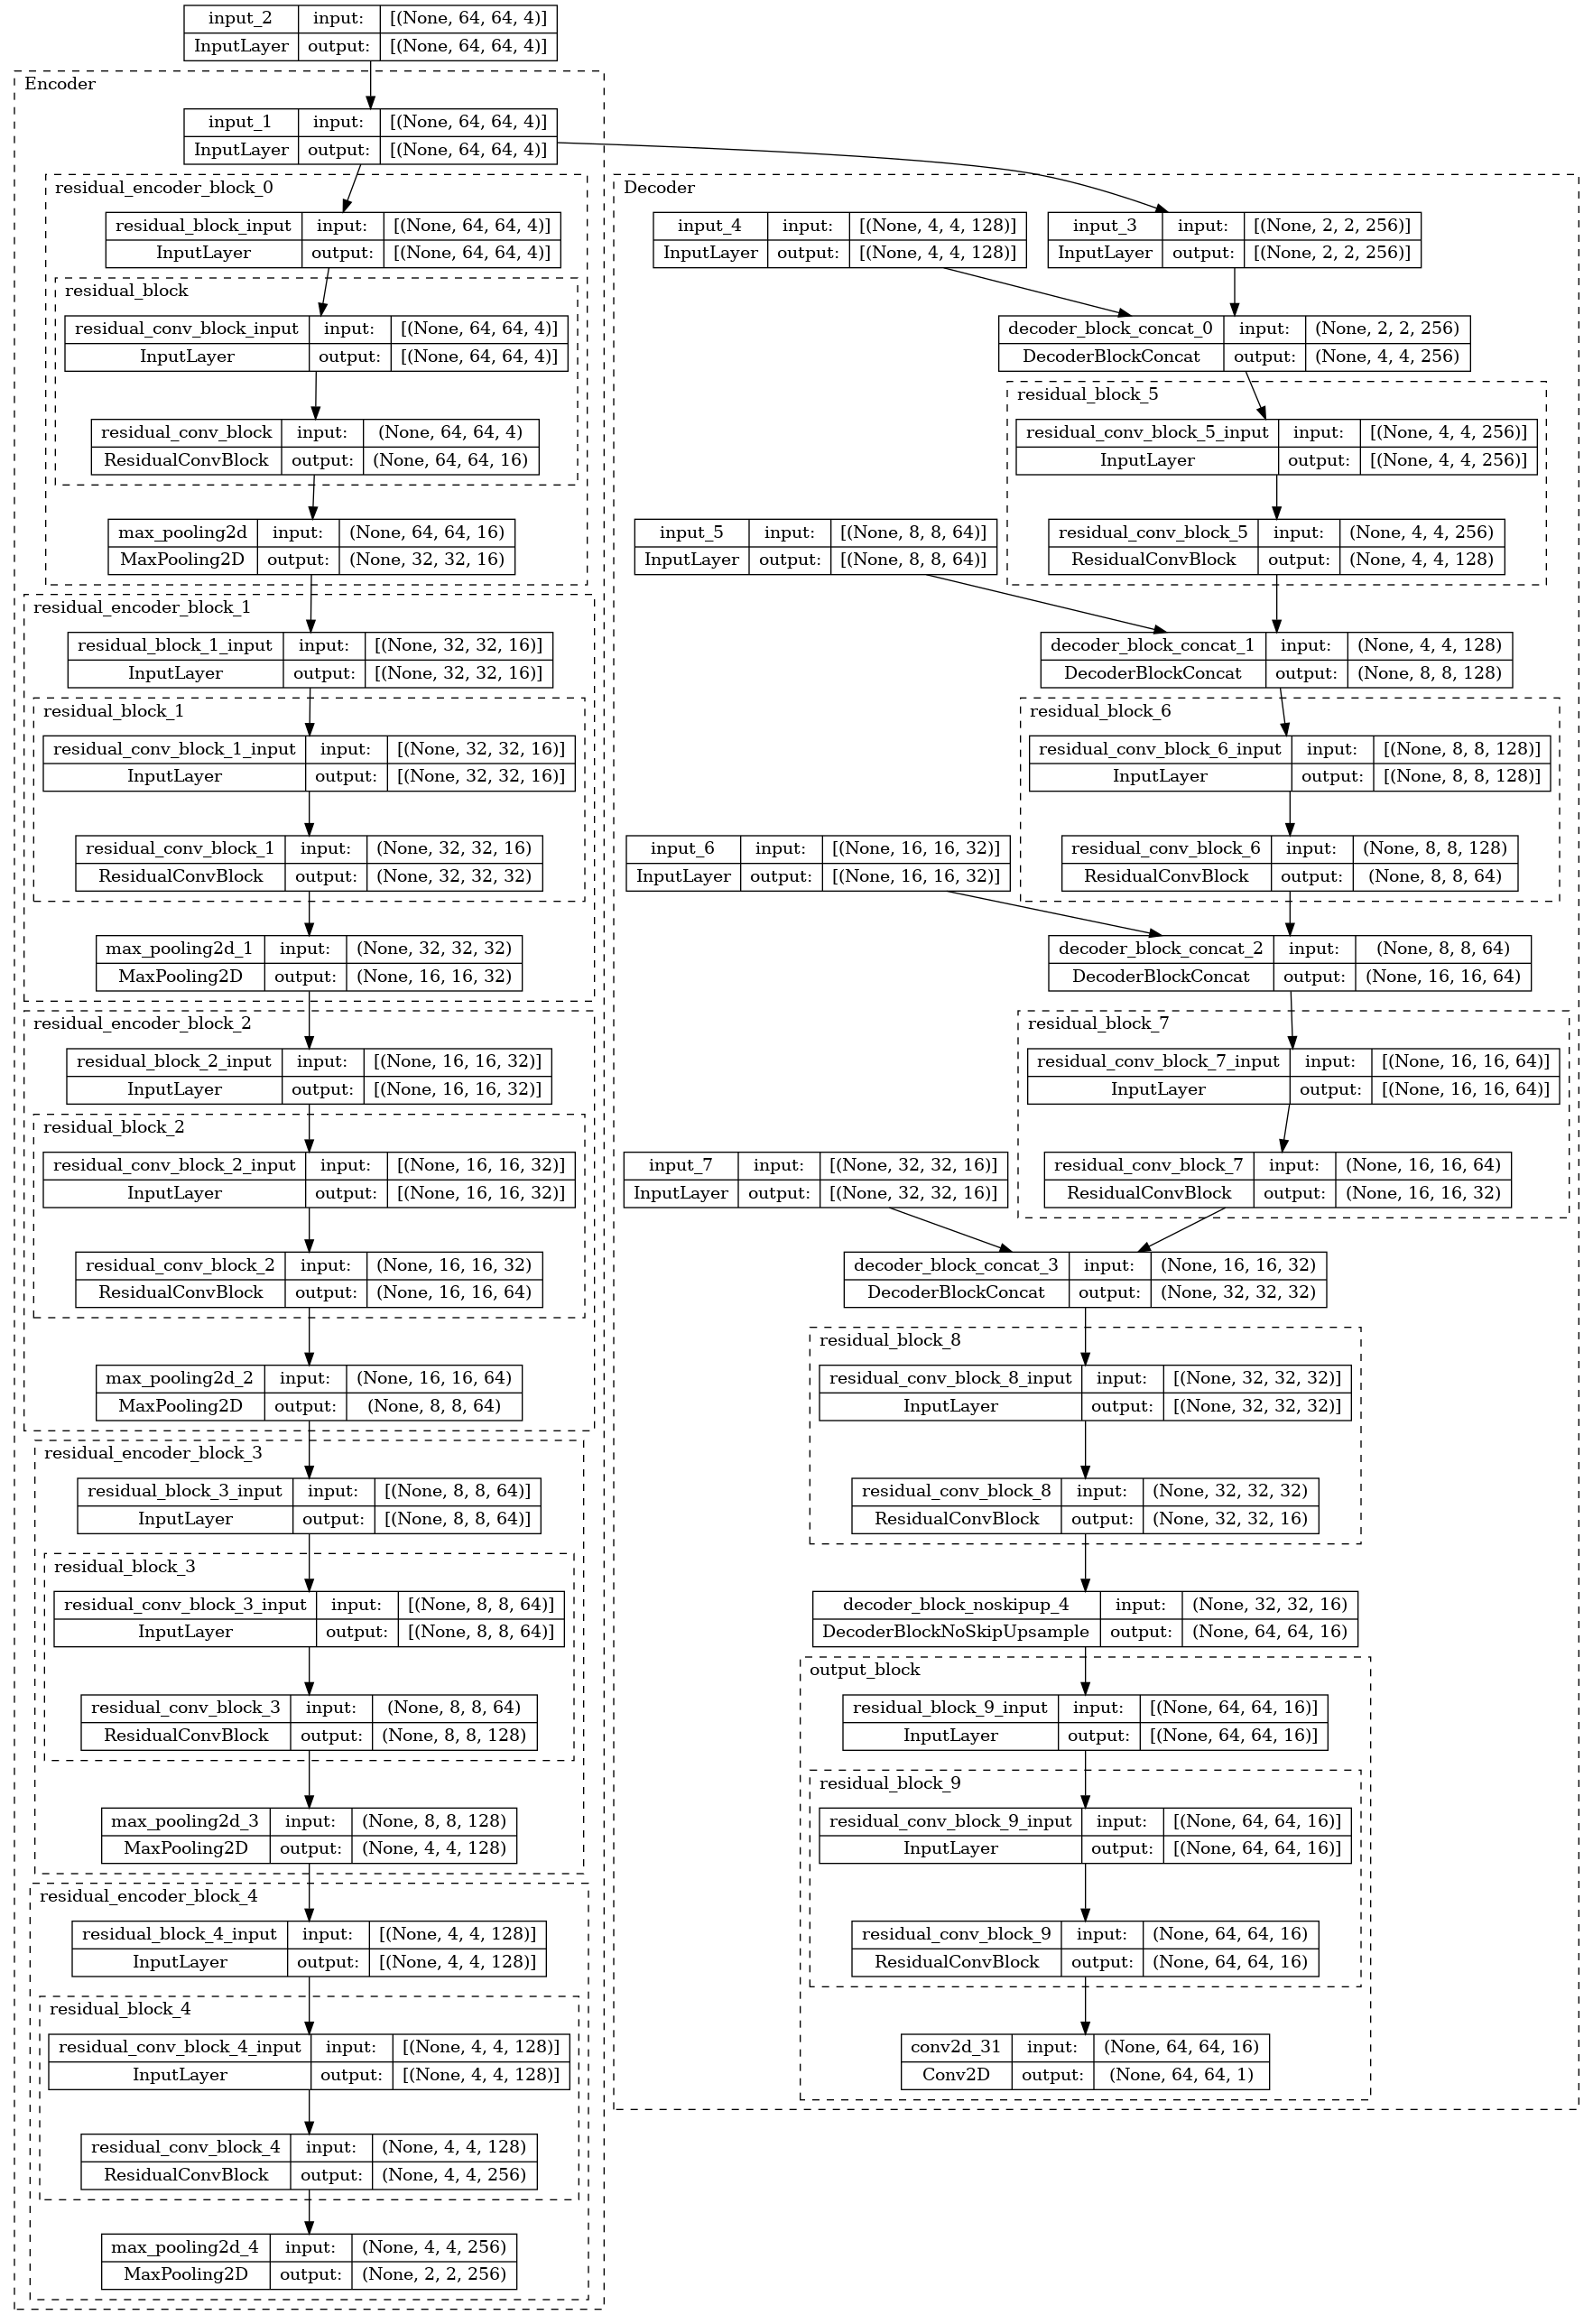 input_2 input: [(None, 64, 64, 4)]
InputLayer output: [(None, 64, 64, 4)]
Encoder
input_1 input: [(None, 64, 64, 4)]
InputLayer output: [(None, 64, 64, 4)]
residual_encoder_block_0
residual_block_input input: [(None, 64, 64, 4)]
InputLayer output: [(None, 64, 64, 4)]
residual_block
residual_conv_block_input input: [(None, 64, 64, 4)]
InputLayer output: [(None, 64, 64, 4)]
residual_conv_block input: (None, 64, 64, 4)
ResidualConvBlock output: (None, 64, 64, 16)
max_pooling2d input: (None, 64, 64, 16)
MaxPooling2D output: (None, 32, 32, 16)
residual_encoder_block_1
residual_block_1_input input: [(None, 32, 32, 16)]
InputLayer output: [(None, 32, 32, 16)]
residual_block_1
residual_conv_block_1_input input: [(None, 32, 32, 16)]
InputLayer output: [(None, 32, 32, 16)]
residual_conv_block_1 input: (None, 32, 32, 16)
ResidualConvBlock output: (None, 32, 32, 32)
max_pooling2d_1 input: (None, 32, 32, 32)
MaxPooling2D output: (None, 16, 16, 32)
residual_encoder_block_2
residual_block_2_input input: [(None, 16, 16, 32)]
InputLayer output: [(None, 16, 16, 32)]
residual_block_2
residual_conv_block_2_input input: [(None, 16, 16, 32)]
InputLayer output: [(None, 16, 16, 32)]
residual_conv_block_2 input: (None, 16, 16, 32)
ResidualConvBlock output: (None, 16, 16, 64)
max_pooling2d_2 input: (None, 16, 16, 64)
MaxPooling2D output: (None, 8, 8, 64)
residual_encoder_block_3
residual_block_3_input input: [(None, 8, 8, 64)]
InputLayer output: [(None, 8, 8, 64)]
residual_block_3
residual_conv_block_3_input input: [(None, 8, 8, 64)]
InputLayer output: [(None, 8, 8, 64)]
residual_conv_block_3 input: (None, 8, 8, 64)
ResidualConvBlock output: (None, 8, 8, 128)
max_pooling2d_3 input: (None, 8, 8, 128)
MaxPooling2D output: (None, 4, 4, 128)
residual_encoder_block_4
residual_block_4_input input: [(None, 4, 4, 128)]
InputLayer output: [(None, 4, 4, 128)]
residual_block_4
residual_conv_block_4_input input: [(None, 4, 4, 128)]
InputLayer output: [(None, 4, 4, 128)]
residual_conv_block_4 input: (None, 4, 4, 128)
ResidualConvBlock output: (None, 4, 4, 256)
max_pooling2d_4 input: (None, 4, 4, 256)
MaxPooling2D output: (None, 2, 2, 256)
Decoder
input_4 input: [(None, 4, 4, 128)]
InputLayer output: [(None, 4, 4, 128)]
input_3 input: [(None, 2, 2, 256)]
InputLayer output: [(None, 2, 2, 256)]
decoder_block_concat_0 input: (None, 2, 2, 256)
DecoderBlockConcat output: (None, 4, 4, 256)
residual_block_5
residual_conv_block_5_input input: [(None, 4, 4, 256)]
InputLayer output: [(None, 4, 4, 256)]
input_5 input: [(None, 8, 8, 64)]
InputLayer output: [(None, 8, 8, 64)]
residual_conv_block_5 input: (None, 4, 4, 256)
ResidualConvBlock output: (None, 4, 4, 128)
decoder_block_concat_1 input: (None, 4, 4, 128)
DecoderBlockConcat output: (None, 8, 8, 128)
residual_block_6
residual_conv_block_6_input input: [(None, 8, 8, 128)]
InputLayer output: [(None, 8, 8, 128)]
input_6 input: [(None, 16, 16, 32)]
InputLayer output: [(None, 16, 16, 32)]
residual_conv_block_6 input: (None, 8, 8, 128)
ResidualConvBlock output: (None, 8, 8, 64)
decoder_block_concat_2 input: (None, 8, 8, 64)
DecoderBlockConcat output: (None, 16, 16, 64)
residual_block_7
residual_conv_block_7_input input: [(None, 16, 16, 64)]
InputLayer output: [(None, 16, 16, 64)]
input_7 input: [(None, 32, 32, 16)]
InputLayer output: [(None, 32, 32, 16)]
residual_conv_block_7 input: (None, 16, 16, 64)
ResidualConvBlock output: (None, 16, 16, 32)
decoder_block_concat_3 input: (None, 16, 16, 32)
DecoderBlockConcat output: (None, 32, 32, 32)
residual_block_8
residual_conv_block_8_input input: [(None, 32, 32, 32)]
InputLayer output: [(None, 32, 32, 32)]
residual_conv_block_8 input: (None, 32, 32, 32)
ResidualConvBlock output: (None, 32, 32, 16)
decoder_block_noskipup_4 input: (None, 32, 32, 16)
DecoderBlockNoSkipUpsample output: (None, 64, 64, 16)
output_block
residual_block_9_input input: [(None, 64, 64, 16)]
InputLayer output: [(None, 64, 64, 16)]
residual_block_9
residual_conv_block_9_input input: [(None, 64, 64, 16)]
InputLayer output: [(None, 64, 64, 16)]
residual_conv_block_9 input: (None, 64, 64, 16)
ResidualConvBlock output: (None, 64, 64, 16)
conv2d_31 input: (None, 64, 64, 16)
Conv2D output: (None, 64, 64, 1)